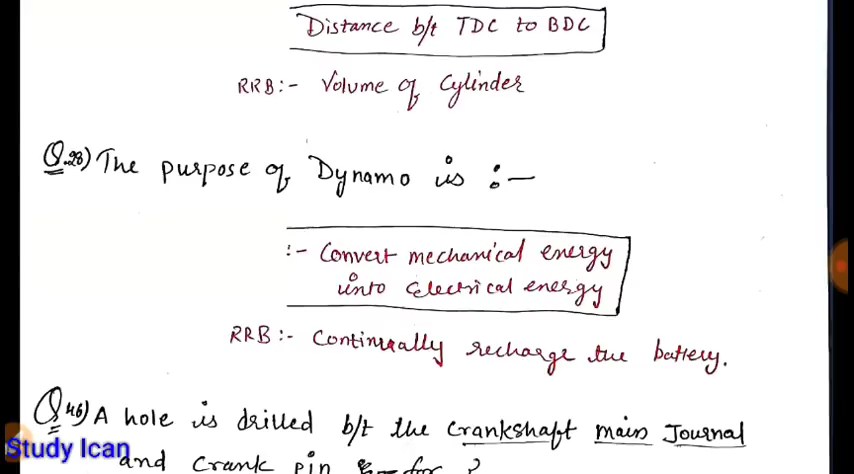 Distance b/t TDC to BDC
RRB:- Volume of Cylinder
Q.28) The purpose of Dynamo is :-
:- Convert mechanical energy
into Electrical energy
RRB:- Continually recharge the battery.
Q.46) A hole is drilled b/t the crankshaft main Journal
and crank pin :- for ?
Study Ican